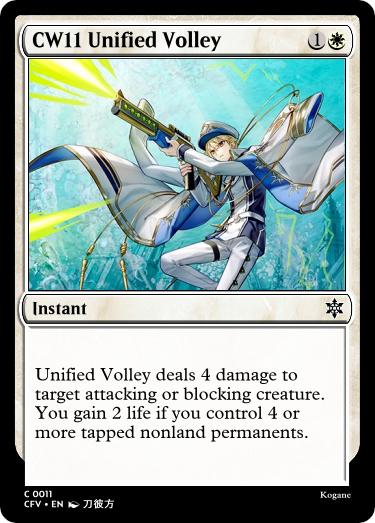 CW11 Unified Volley 1
Instant
Unified Volley deals 4 damage to
target attacking or blocking creature.
You gain 2 life if you control 4 or
more tapped nonland permanents.
C 0011
CFV • EN 刀彼方
Kogane